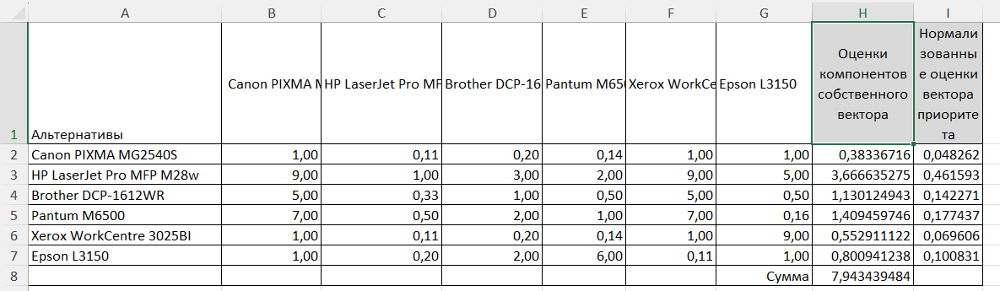 A B C D E F G H I
1 Альтернативы Canon PIXMA M HP LaserJet Pro MF Brother DCP-16 Pantum M650 Xerox WorkCe Epson L3150 Оценки компонентов собственного вектора Нормали зованны е оценки вектора приорите та
2 Canon PIXMA MG2540S 1,00 0,11 0,20 0,14 1,00 1,00 0,38336716 0,048262
3 HP LaserJet Pro MFP M28w 9,00 1,00 3,00 2,00 9,00 5,00 3,666635275 0,461593
4 Brother DCP-1612WR 5,00 0,33 1,00 0,50 5,00 0,50 1,130124943 0,142271
5 Pantum M6500 7,00 0,50 2,00 1,00 7,00 0,16 1,409459746 0,177437
6 Xerox WorkCentre 3025BI 1,00 0,11 0,20 0,14 1,00 9,00 0,552911122 0,069606
7 Epson L3150 1,00 0,20 2,00 6,00 0,11 1,00 0,800941238 0,100831
8 Сумма 7,943439484